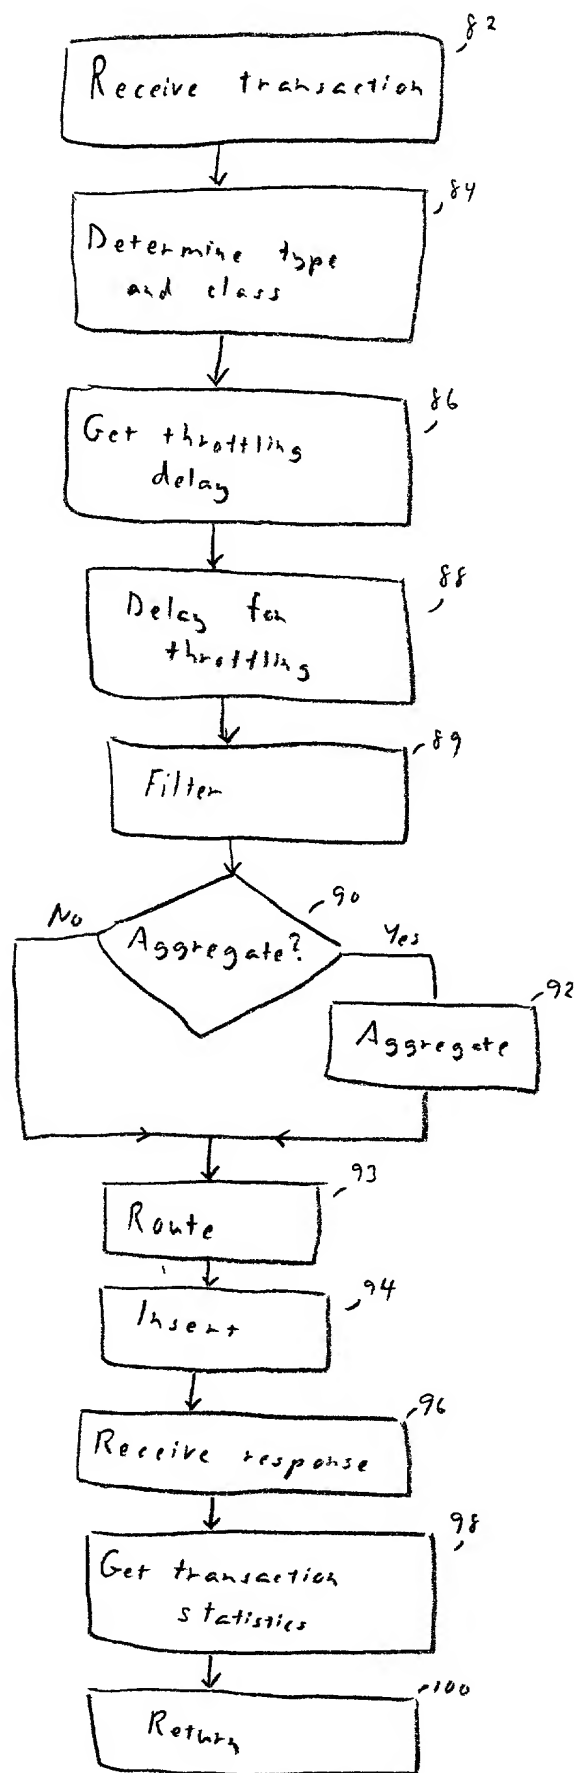 82
Receive transaction
84
Determine type
and class
86
Get throttling
delay
88
Delay for
throttling
89
Filter
90
No
Aggregate?
Yes
92
Aggregate
93
Route
94
Insert
96
Receive response
98
Get transaction
statistics
100
Return